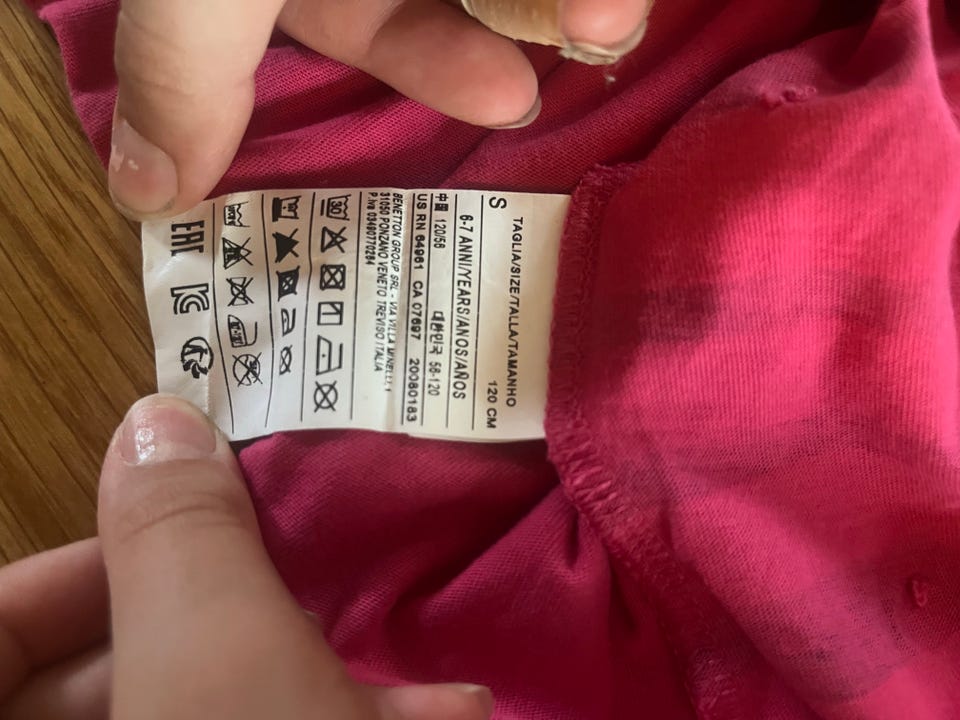 TAGLIA/SIZE/TALLA/TAMANHO
S 120 CM
6-7 ANNI/YEARS/ANOS/AÑOS
中国 120/56 대한민국 56-120
US RN 64961 CA 07697 20080183
BENETTON GROUP SRL - VIA VILLA MINELLI, 1
31050 PONZANO VENETO TREVISO ITALIA
P.Iva 03490770264
30
EAC